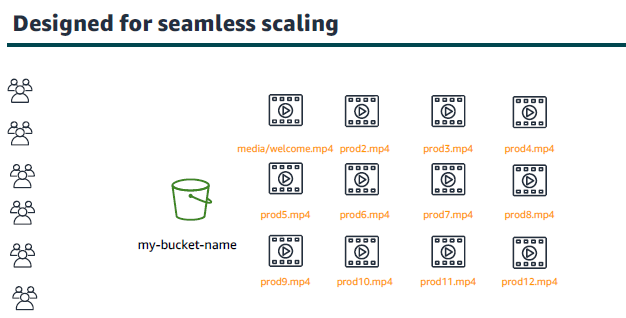 Designed for seamless scaling
media/welcome.mp4 prod2.mp4 prod3.mp4 prod4.mp4
prod5.mp4 prod6.mp4 prod7.mp4 prod8.mp4
my-bucket-name
prod9.mp4 prod10.mp4 prod11.mp4 prod12.mp4